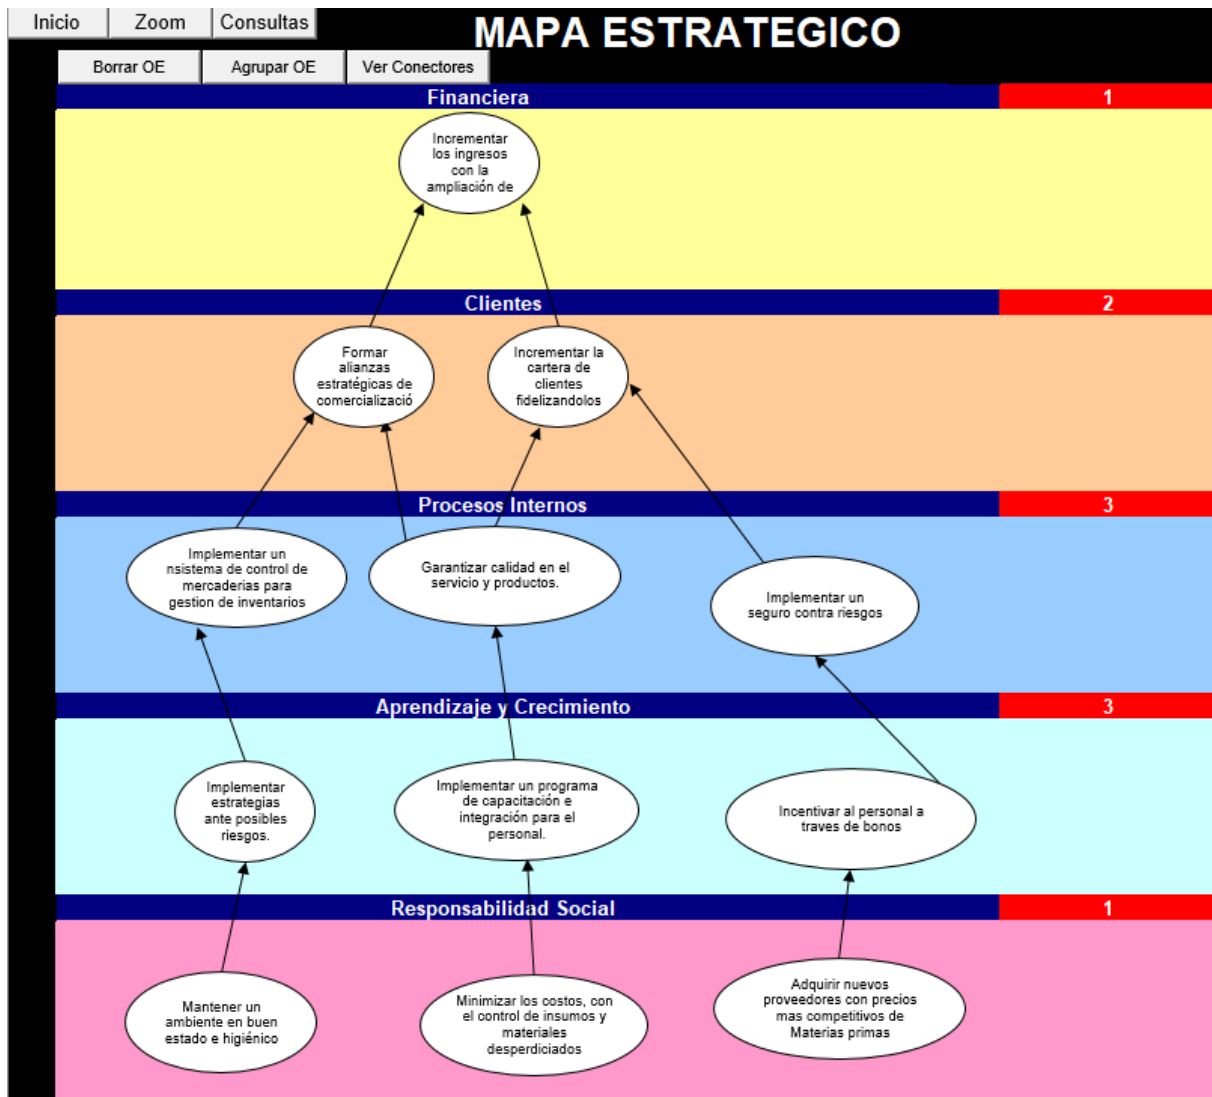 Inicio Zoom Consultas
MAPA ESTRATEGICO
Borrar OE Agrupar OE Ver Conectores
Financiera 1
Incrementar
los ingresos
con la
ampliación de
Clientes 2
Formar
alianzas
estratégicas de
comercializació
Incrementar la
cartera de
clientes
fidelizandolos
Procesos Internos 3
Implementar un
nsistema de control de
mercaderias para
gestion de inventarios
Garantizar calidad en el
servicio y productos.
Implementar un
seguro contra riesgos
Aprendizaje y Crecimiento 3
Implementar
estrategias
ante posibles
riesgos.
Implementar un programa
de capacitación e
integración para el
personal.
Incentivar al personal a
traves de bonos
Responsabilidad Social 1
Mantener un
ambiente en buen
estado e higiénico
Minimizar los costos, con
el control de insumos y
materiales
desperdiciados
Adquirir nuevos
proveedores con precios
mas competitivos de
Materias primas